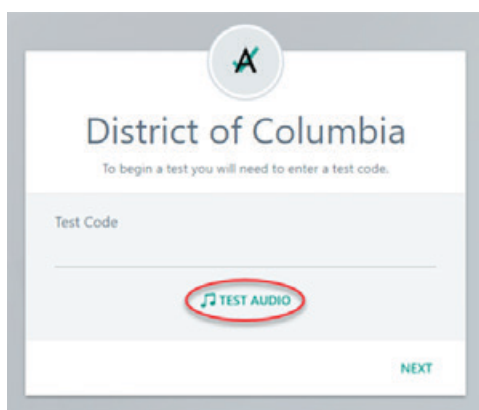 District of Columbia
To begin a test you will need to enter a test code.
Test Code
TEST AUDIO
NEXT